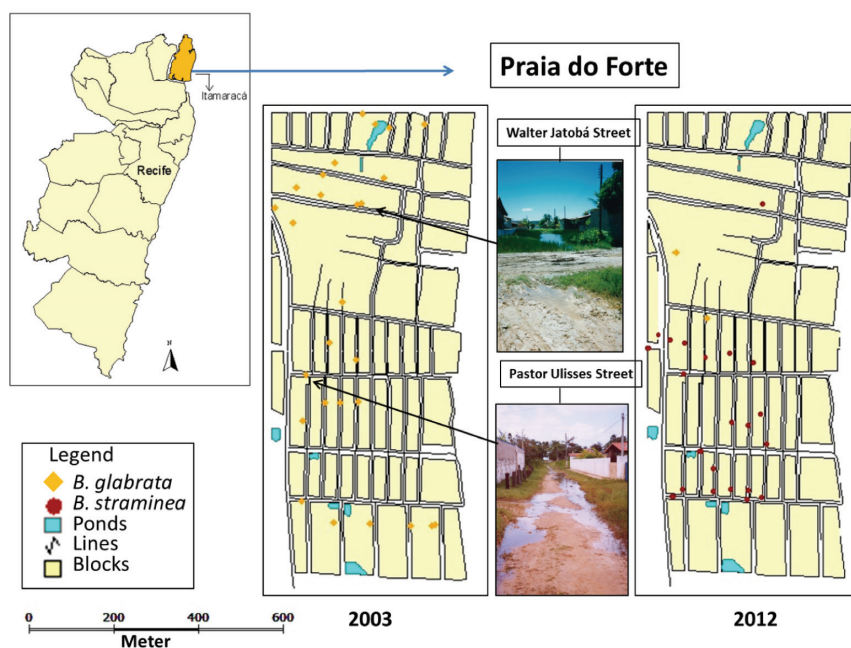 Praia do Forte
Itamaracá
Recife
N
Walter Jatobá Street
Pastor Ulisses Street
Legend
B. glabrata
B. straminea
Ponds
Lines
Blocks
0 200 400 600
Meter
2003
2012